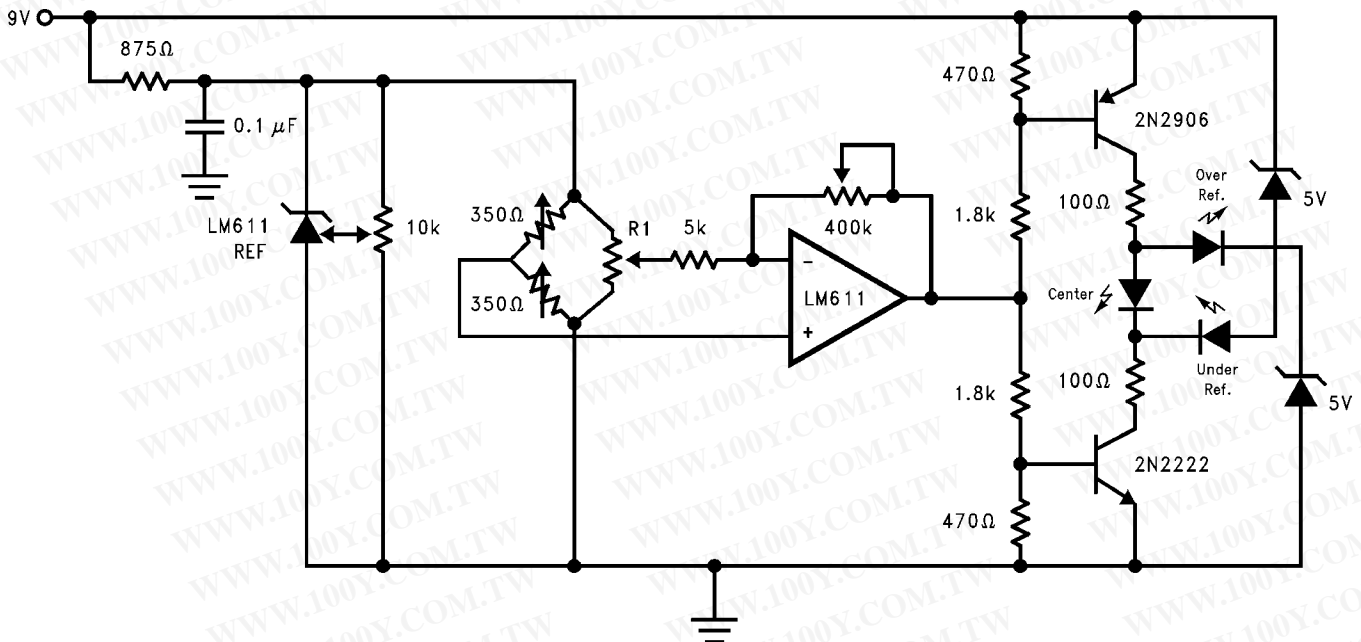 9V
875Ω
0.1 μF
LM611
REF
10k
350Ω
350Ω
R1
5k
400k
LM611
−
+
470Ω
1.8k
1.8k
470Ω
2N2906
100Ω
Over
Ref.
Center
Under
Ref.
100Ω
2N2222
5V
5V
WWW.100Y.COM.TW